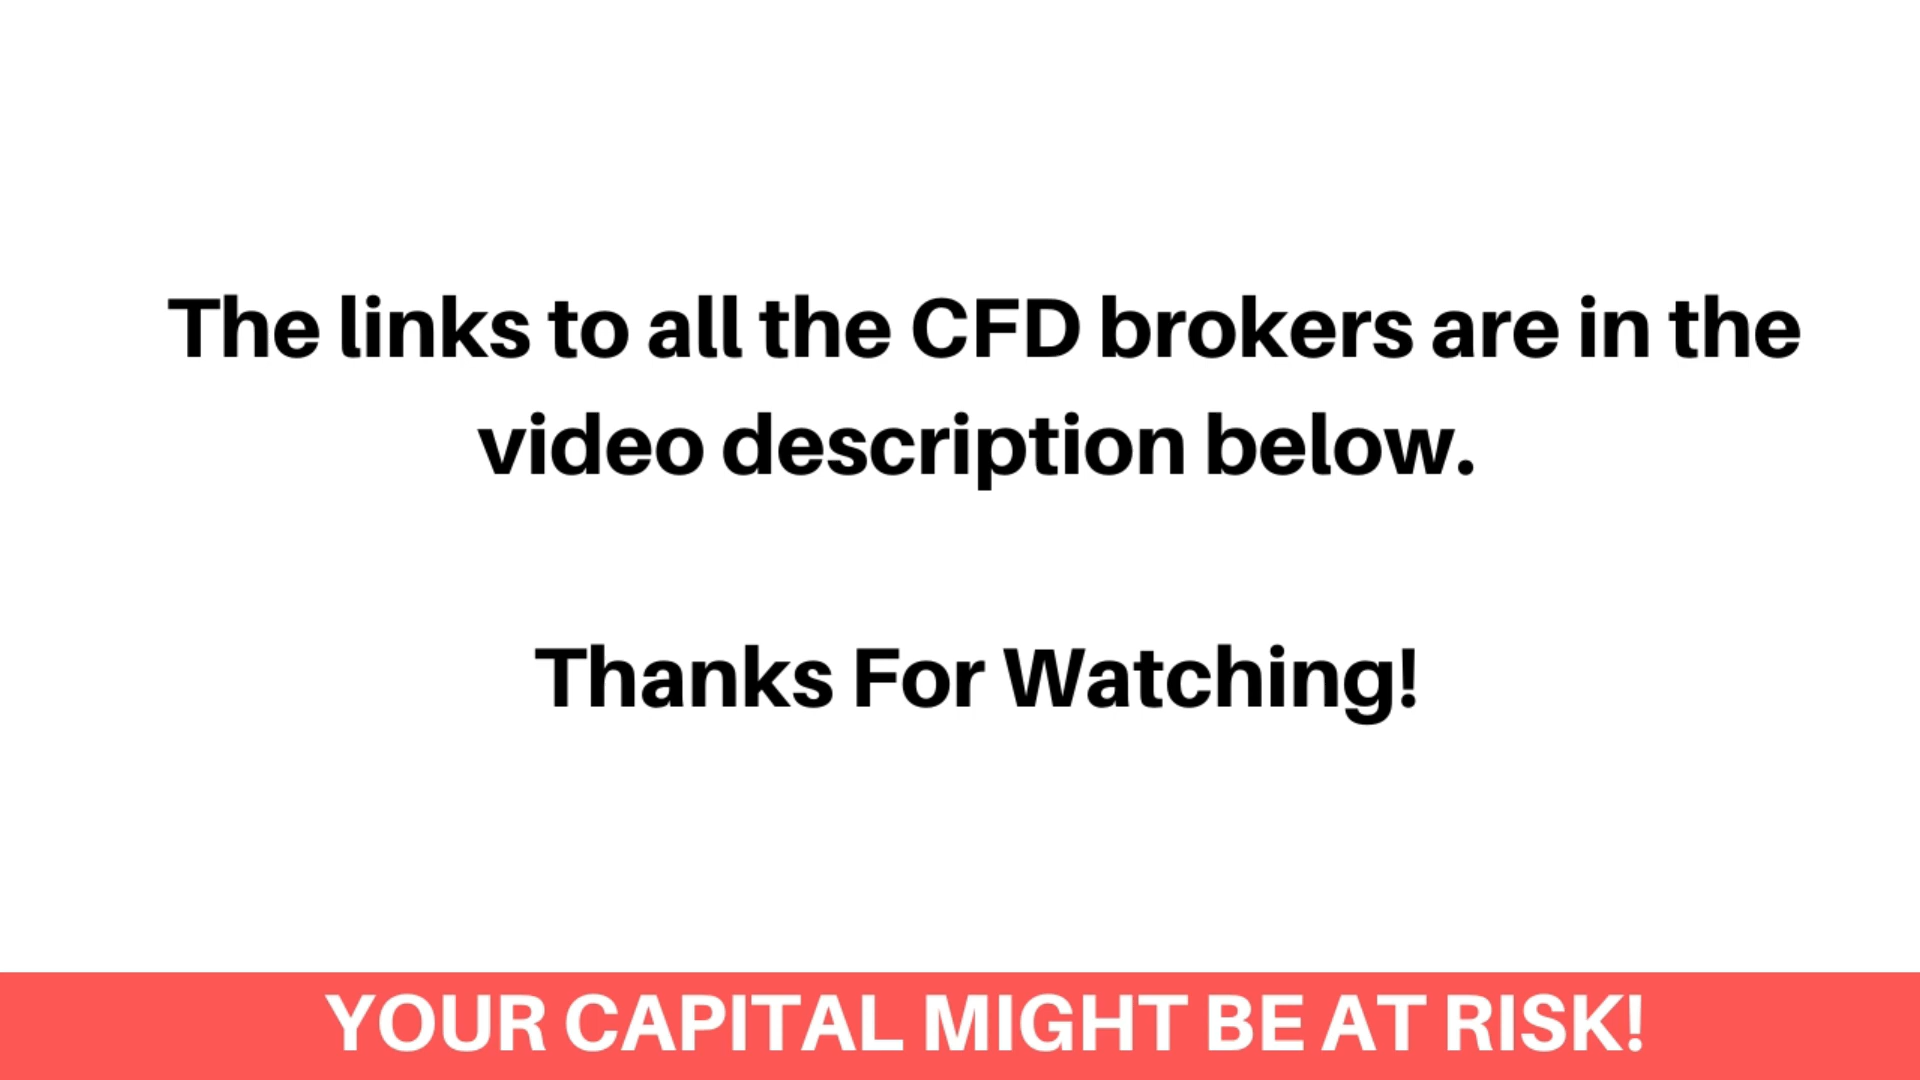 The links to all the CFD brokers are in the
video description below.
Thanks For Watching!
YOUR CAPITAL MIGHT BE AT RISK!